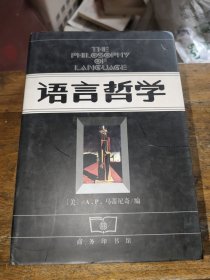 THE
PHILOSOPHY
OF
LANGUAGE
语言哲学
[美] A.P. 马蒂尼奇/编
商务印书馆